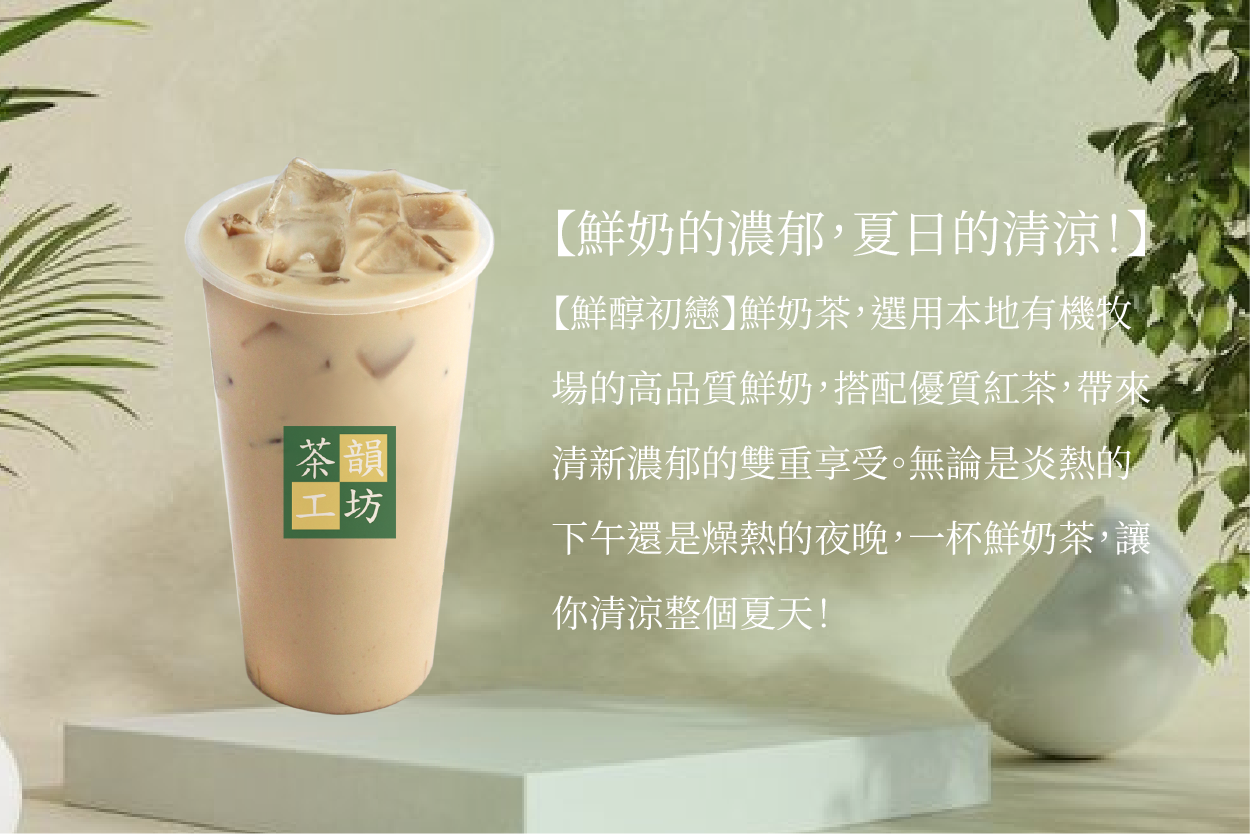 【鮮奶的濃郁，夏日的清涼！】
【鮮醇初戀】鮮奶茶，選用本地有機牧
場的高品質鮮奶，搭配優質紅茶，帶來
清新濃郁的雙重享受。無論是炎熱的
下午還是燥熱的夜晚，一杯鮮奶茶，讓
你清涼整個夏天！
茶韻
工坊